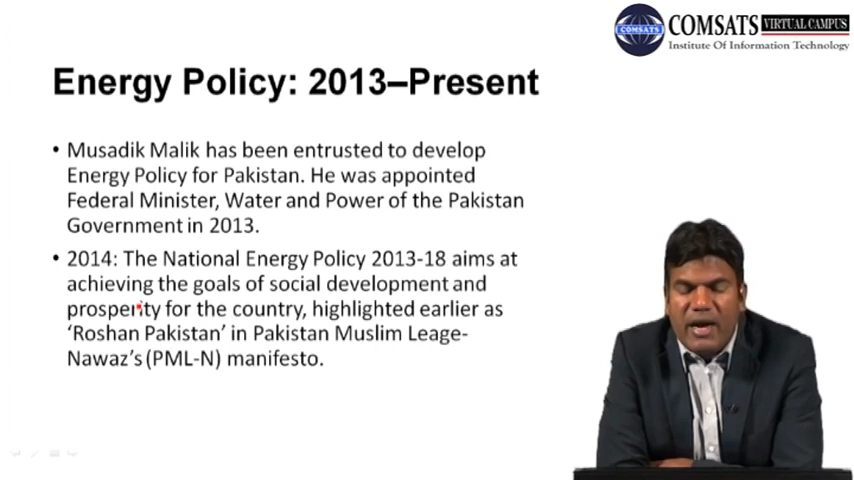 COMSATS
COMSATS VIRTUAL CAMPUS
Institute Of Information Technology
Energy Policy: 2013–Present
• Musadik Malik has been entrusted to develop
Energy Policy for Pakistan. He was appointed
Federal Minister, Water and Power of the Pakistan
Government in 2013.
• 2014: The National Energy Policy 2013-18 aims at
achieving the goals of social development and
prosperity for the country, highlighted earlier as
‘Roshan Pakistan’ in Pakistan Muslim Leage-
Nawaz’s (PML-N) manifesto.